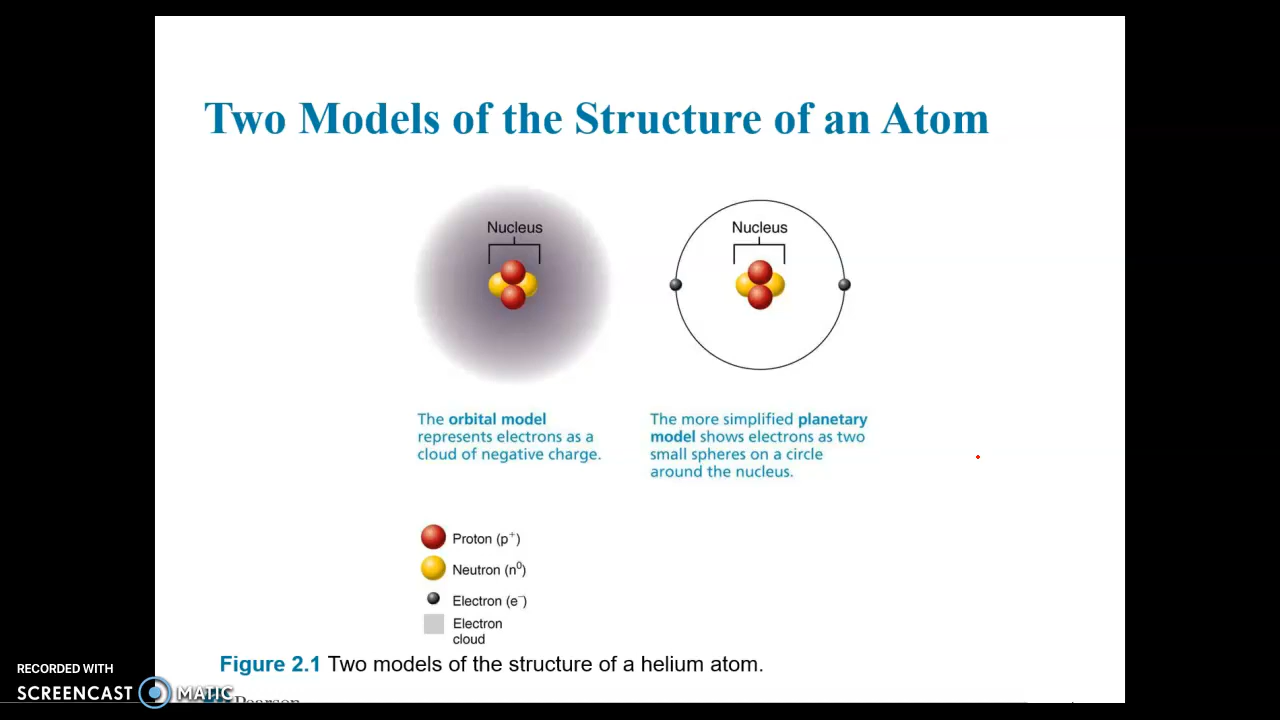 Two Models of the Structure of an Atom
Nucleus
Nucleus
The orbital model
represents electrons as a
cloud of negative charge.
The more simplified planetary
model shows electrons as two
small spheres on a circle
around the nucleus.
Proton (p⁺)
Neutron (n⁰)
Electron (e⁻)
Electron
cloud
Figure 2.1 Two models of the structure of a helium atom.
RECORDED WITH
SCREENCAST MATIC
Pearson